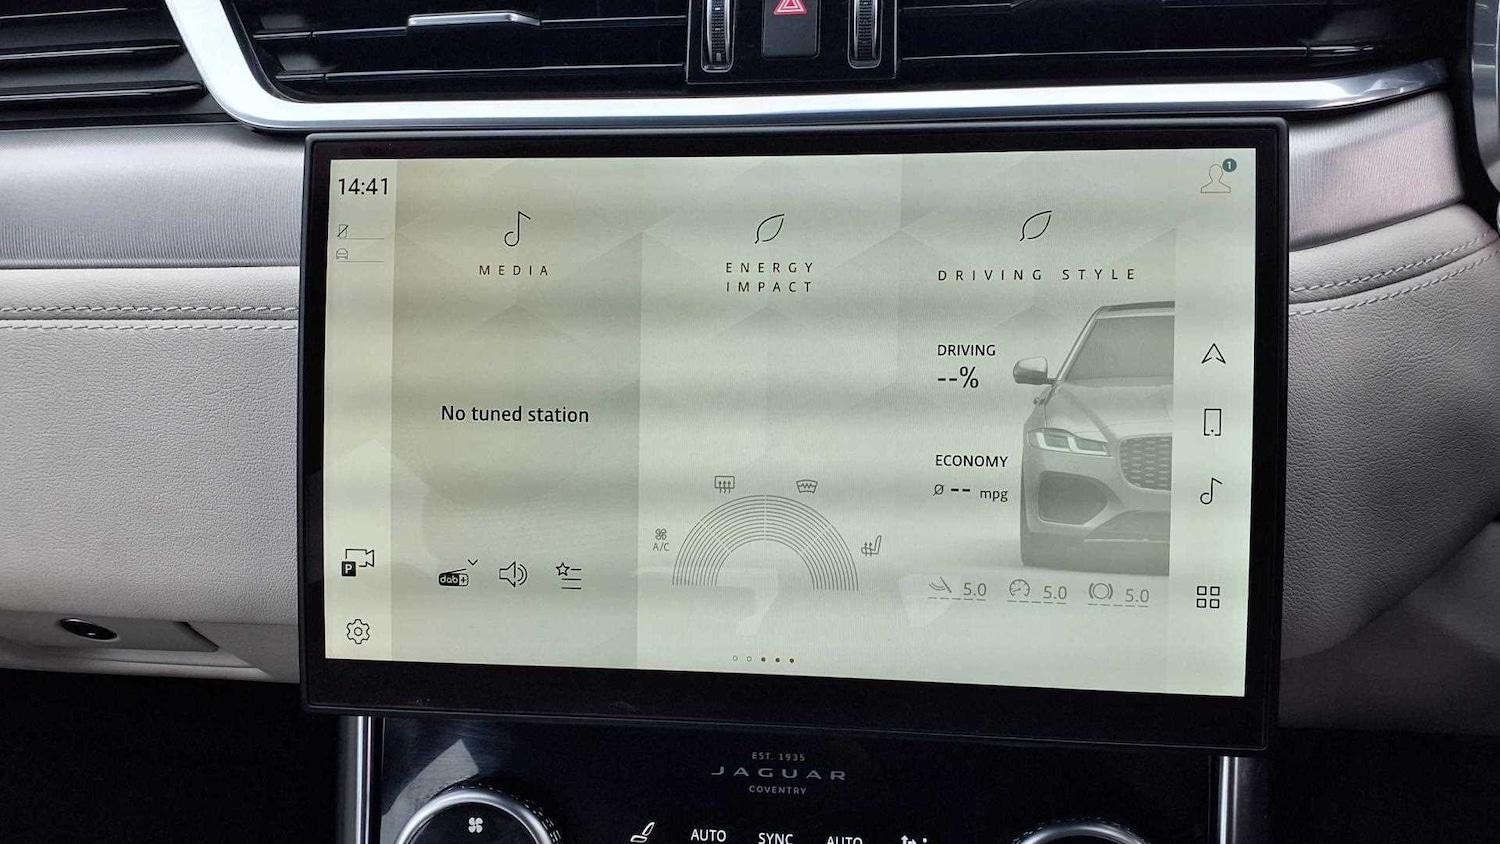 14:41
1
MEDIA
ENERGY
IMPACT
DRIVING STYLE
DRIVING
--%
No tuned station
ECONOMY
Ø -- mpg
A/C
P
dab+
5.0
5.0
5.0
EST. 1935
JAGUAR
COVENTRY
AUTO
SYNC
AUTO